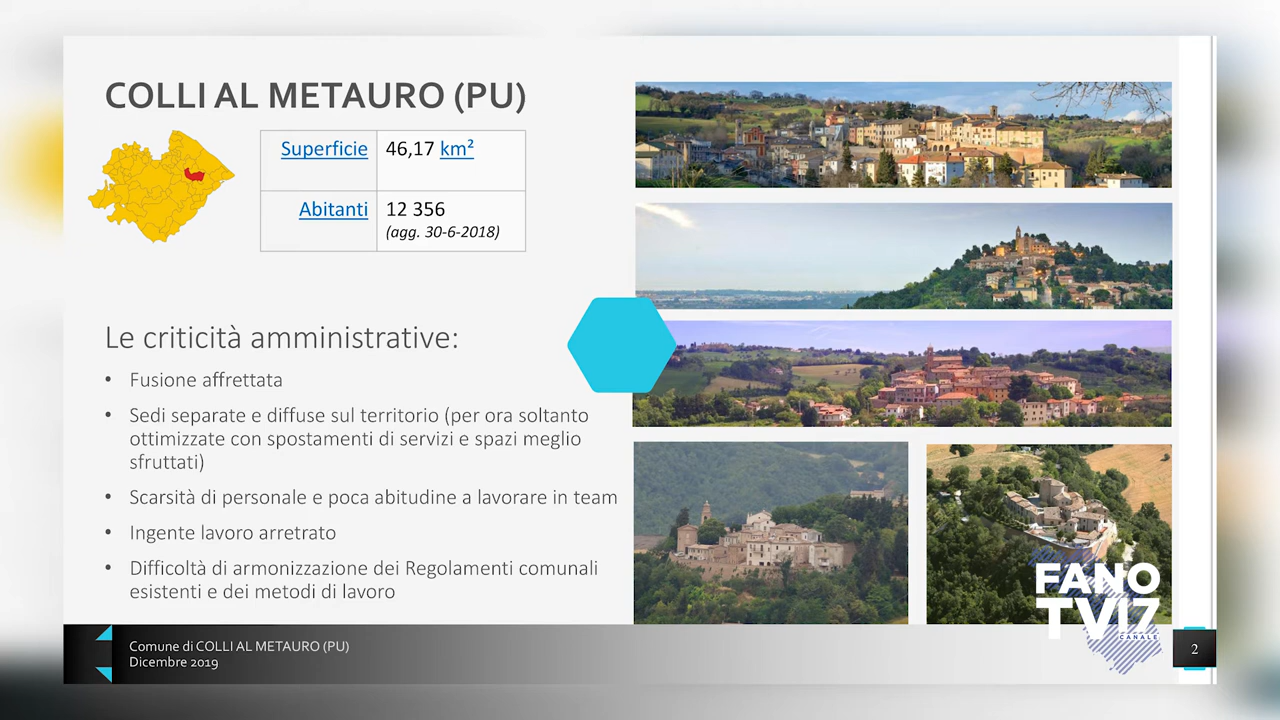 COLLI AL METAURO (PU)
Superficie 46,17 km²
Abitanti 12 356
(agg. 30-6-2018)
Le criticità amministrative:
• Fusione affrettata
• Sedi separate e diffuse sul territorio (per ora soltanto
ottimizzate con spostamenti di servizi e spazi meglio
sfruttati)
• Scarsità di personale e poca abitudine a lavorare in team
• Ingente lavoro arretrato
• Difficoltà di armonizzazione dei Regolamenti comunali
esistenti e dei metodi di lavoro
Comune di COLLI AL METAURO (PU)
Dicembre 2019
FANO
TV17
CANALE
2